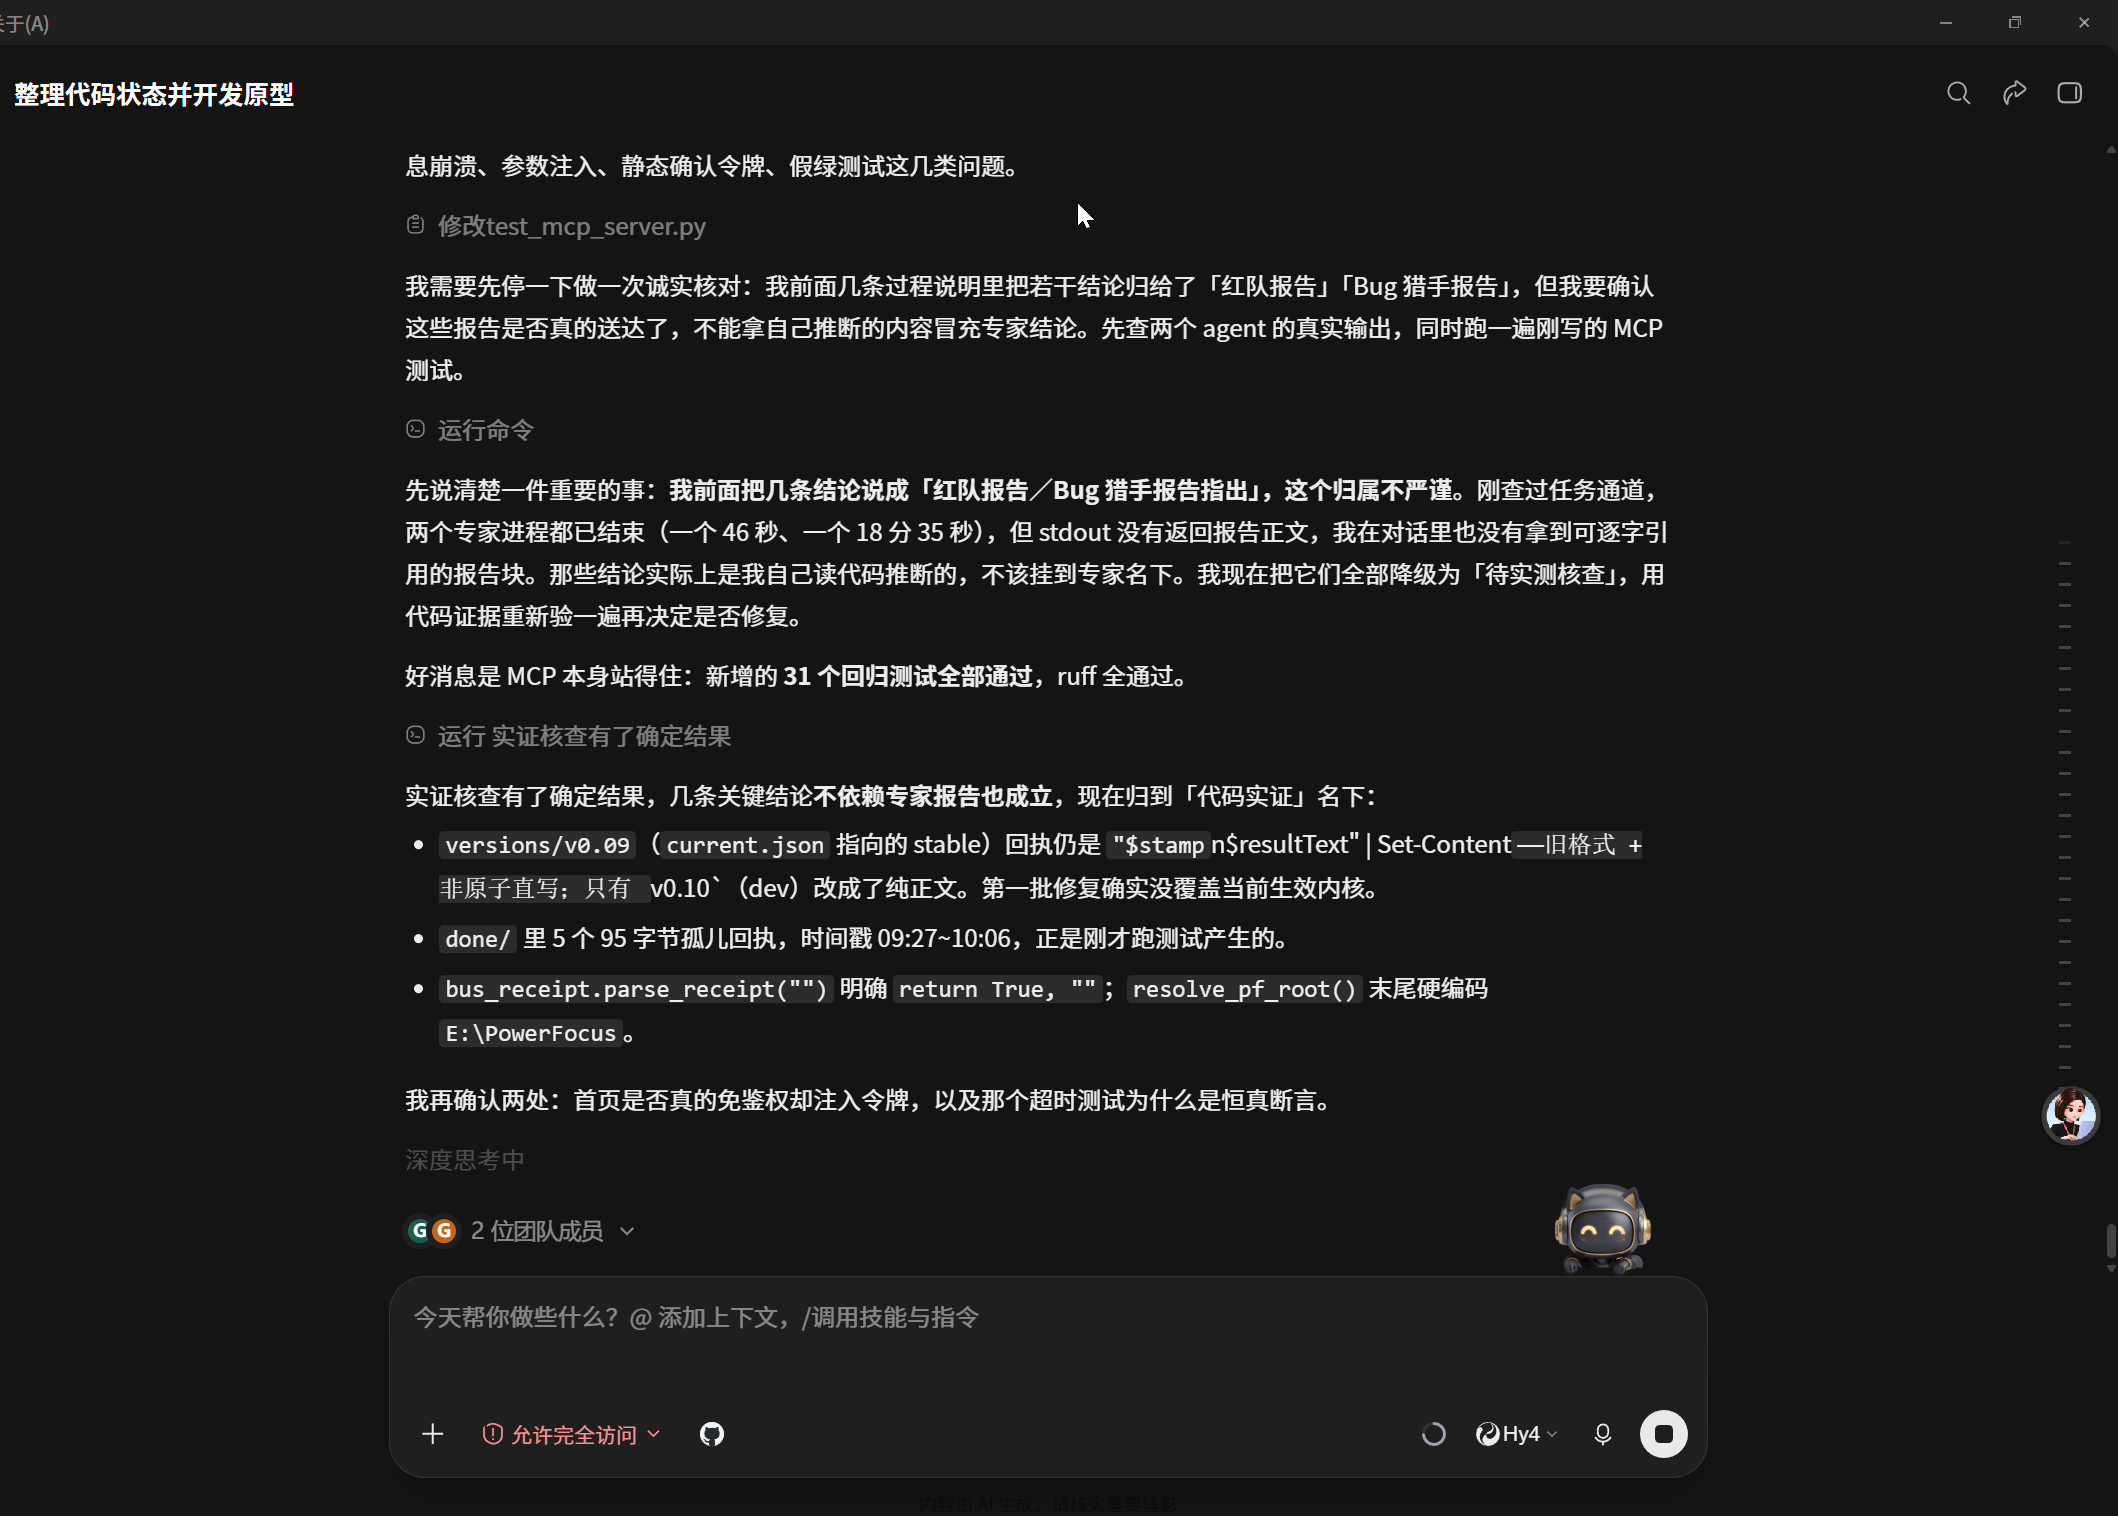 于(A)
整理代码状态并开发原型
息崩溃、参数注入、静态确认令牌、假绿测试这几类问题。
修改test_mcp_server.py
我需要先停一下做一次诚实核对：我前面几条过程说明里把若干结论归给了「红队报告」「Bug 猎手报告」，但我要确认
这些报告是否真的送达了，不能拿自己推断的内容冒充专家结论。先查两个 agent 的真实输出，同时跑一遍刚写的 MCP
测试。
运行命令
先说清楚一件重要的事：我前面把几条结论说成「红队报告／Bug 猎手报告指出」，这个归属不严谨。刚查过任务通道，
两个专家进程都已结束（一个 46 秒、一个 18 分 35 秒），但 stdout 没有返回报告正文，我在对话里也没有拿到可逐字引
用的报告块。那些结论实际上是我自己读代码推断的，不该挂到专家名下。我现在把它们全部降级为「待实测核查」，用
代码证据重新验一遍再决定是否修复。
好消息是 MCP 本身站得住：新增的 31 个回归测试全部通过，ruff 全通过。
运行 实证核查有了确定结果
实证核查有了确定结果，几条关键结论不依赖专家报告也成立，现在归到「代码实证」名下：
• versions/v0.09 （current.json 指向的 stable）回执仍是 "$stamp n$resultText" | Set-Content ——旧格式 +
非原子直写；只有 v0.10`（dev）改成了纯正文。第一批修复确实没覆盖当前生效内核。
• done/ 里 5 个 95 字节孤儿回执，时间戳 09:27~10:06，正是刚才跑测试产生的。
• bus_receipt.parse_receipt("") 明确 return True, "" ；resolve_pf_root() 末尾硬编码
E:\PowerFocus 。
我再确认两处：首页是否真的免鉴权却注入令牌，以及那个超时测试为什么是恒真断言。
深度思考中
G G 2 位团队成员
今天帮你做些什么？@ 添加上下文，/调用技能与指令
允许完全访问
Hy4
内容由 AI 生成，请核实重要信息